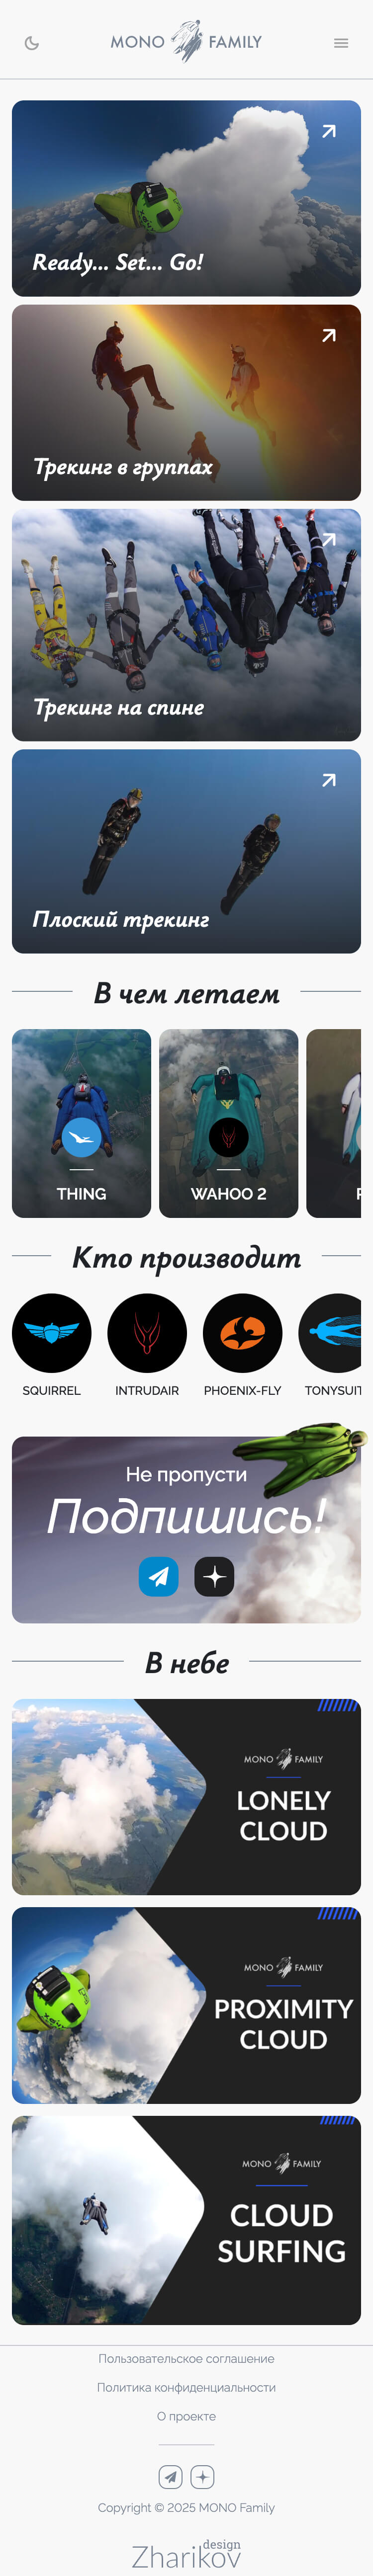 MONO FAMILY
Ready... Set... Go!
Трекинг в группах
Трекинг на спине
Плоский трекинг
В чем летаем
THING
WAHOO 2
Кто производит
SQUIRREL
INTRUDAIR
PHOENIX-FLY
TONYSUIT
Не пропусти
Подпишись!
В небе
MONO FAMILY
LONELY
CLOUD
MONO FAMILY
PROXIMITY
CLOUD
MONO FAMILY
CLOUD
SURFING
Пользовательское соглашение
Политика конфиденциальности
О проекте
Copyright © 2025 MONO Family
design
Zharikov